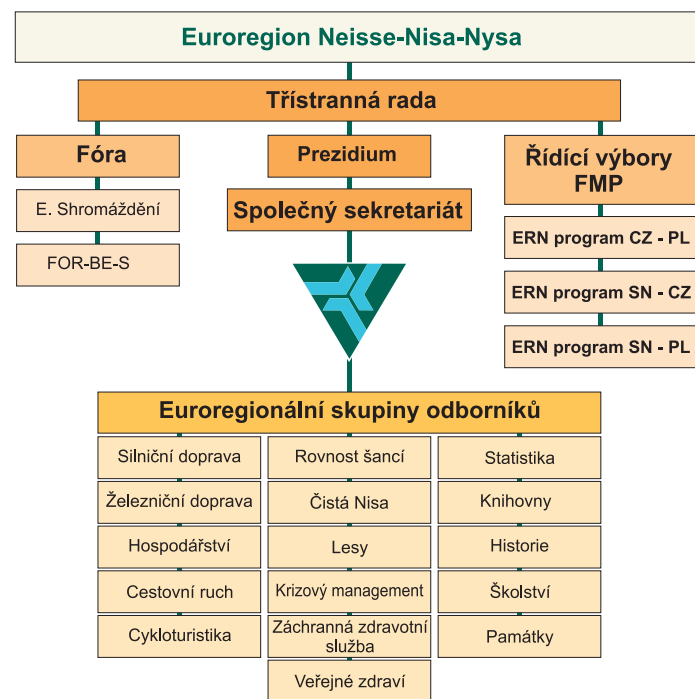 Euroregion Neisse-Nisa-Nysa
Třístranná rada
Fóra
E. Shromáždění
FOR-BE-S
Prezidium
Společný sekretariát
Řídící výbory
FMP
ERN program CZ - PL
ERN program SN - CZ
ERN program SN - PL
Euroregionální skupiny odborníků
Silniční doprava
Železniční doprava
Hospodářství
Cestovní ruch
Cykloturistika
Rovnost šancí
Čistá Nisa
Lesy
Krizový management
Záchranná zdravotní
služba
Veřejné zdraví
Statistika
Knihovny
Historie
Školství
Památky